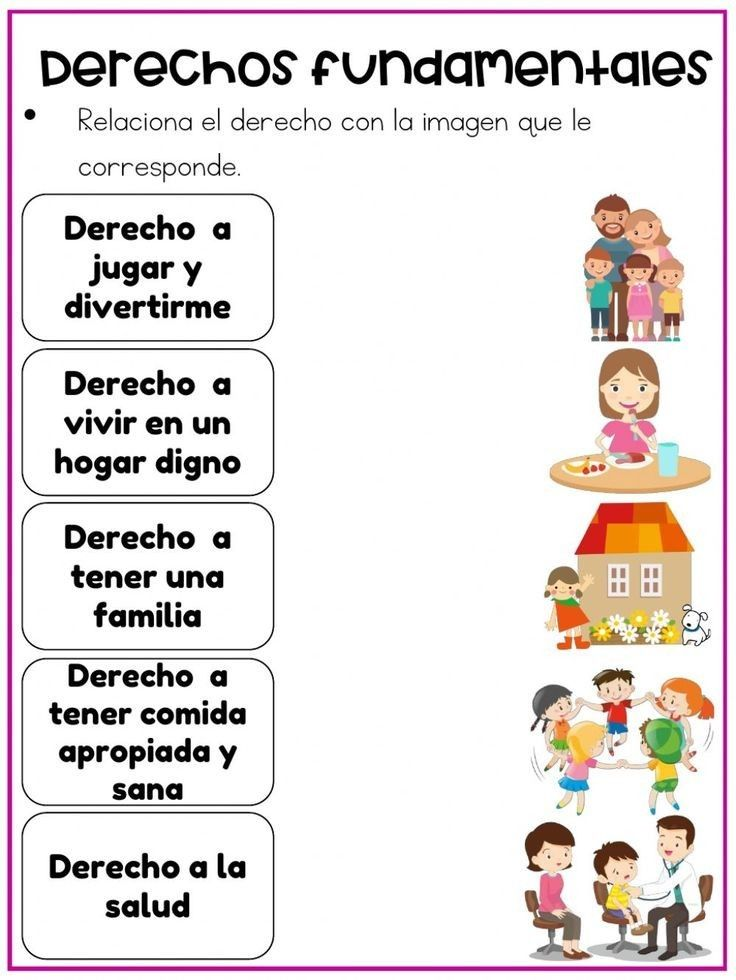 Derechos fundamentales
• Relaciona el derecho con la imagen que le
corresponde.
Derecho a
jugar y
divertirme
Derecho a
vivir en un
hogar digno
Derecho a
tener una
familia
Derecho a
tener comida
apropiada y
sana
Derecho a la
salud